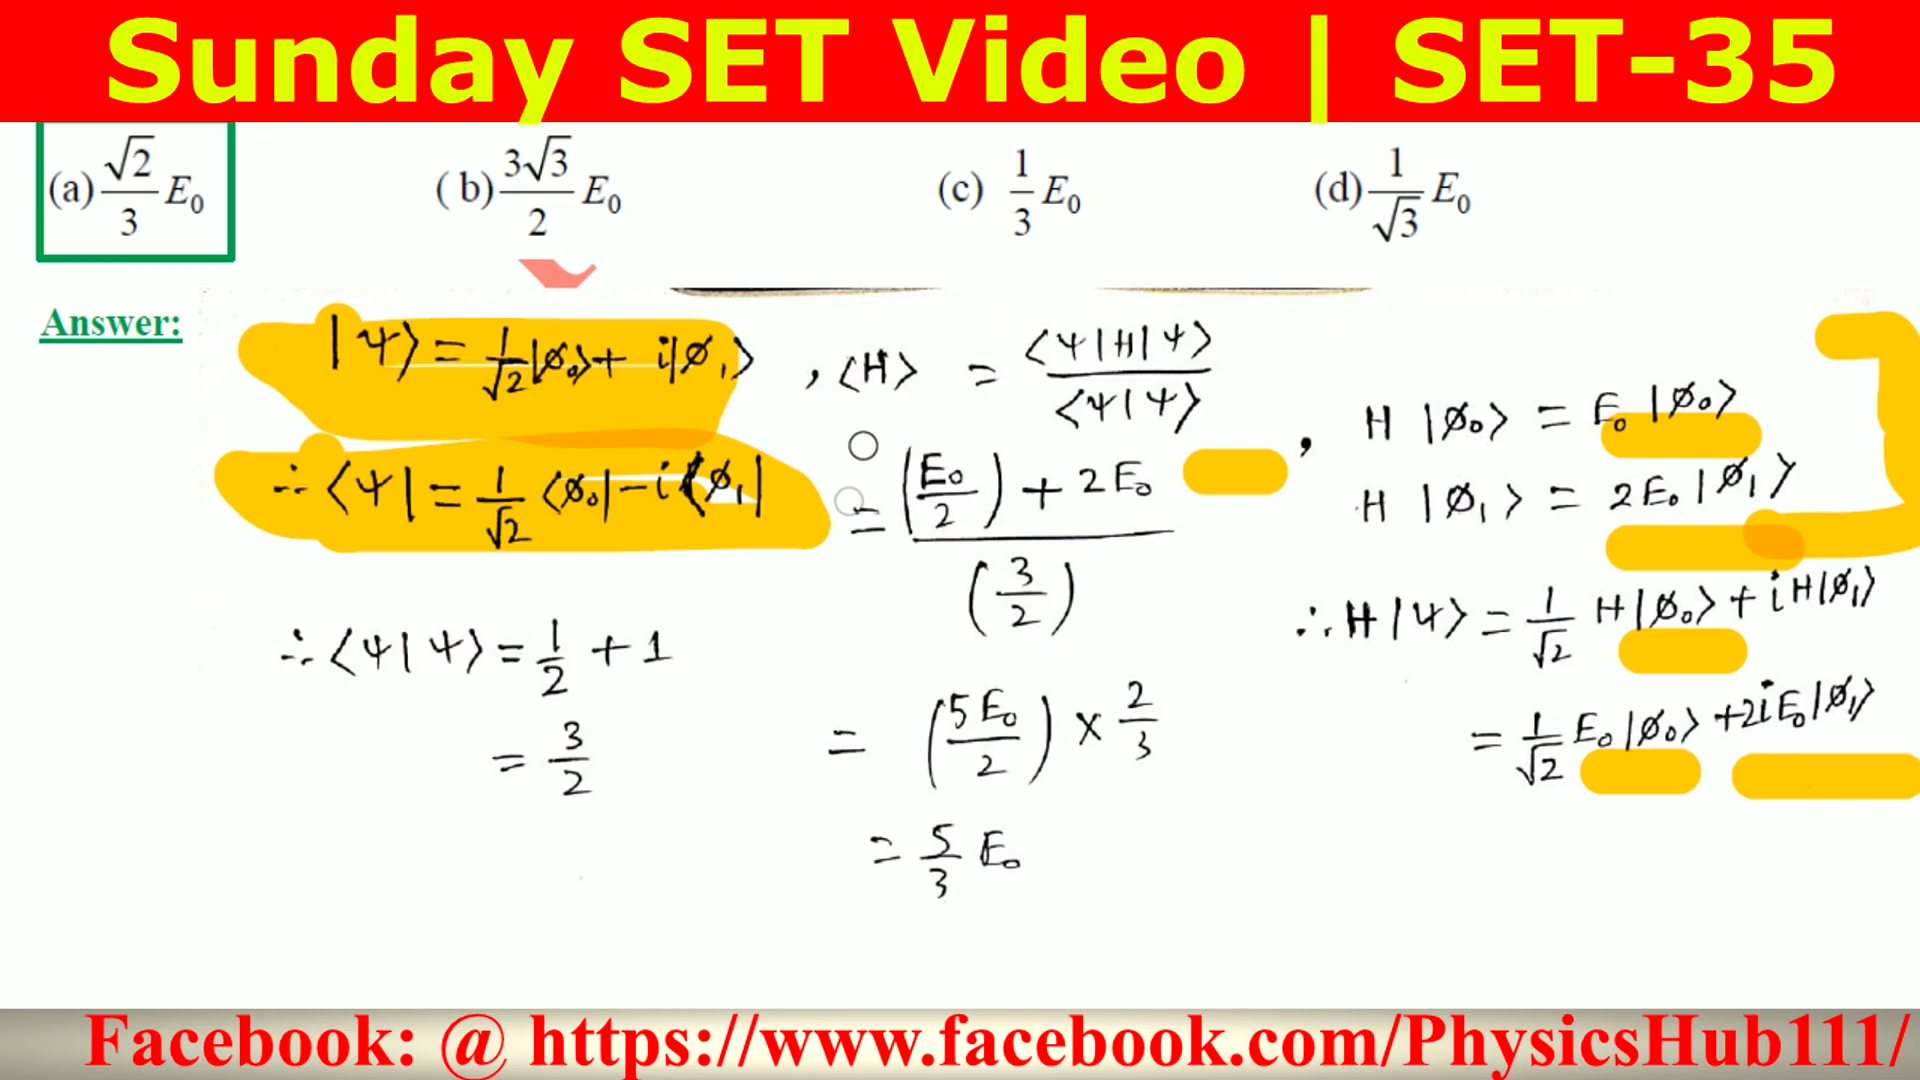 Sunday SET Video | SET-35
(a) √2/3 E₀ ( b) 3√3/2 E₀ (c) 1/3 E₀ (d) 1/√3 E₀
Answer:
|ψ⟩ = 1/√2 |ϕ₀⟩ + i|ϕ₁⟩ , ⟨H⟩ = ⟨ψ|H|ψ⟩/⟨ψ|ψ⟩ , H |ϕ₀⟩ = E₀ |ϕ₀⟩
∴ ⟨ψ| = 1/√2 ⟨ϕ₀| − i⟨ϕ₁| = ((E₀/2) + 2E₀)/(3/2) H |ϕ₁⟩ = 2E₀ |ϕ₁⟩
∴ ⟨ψ|ψ⟩ = 1/2 + 1 ∴ H|ψ⟩ = 1/√2 H|ϕ₀⟩ + iH|ϕ₁⟩
= 3/2 = (5E₀/2) × 2/3 = 1/√2 E₀|ϕ₀⟩ + 2iE₀|ϕ₁⟩
= 5/3 E₀
Facebook: @ https://www.facebook.com/PhysicsHub111/